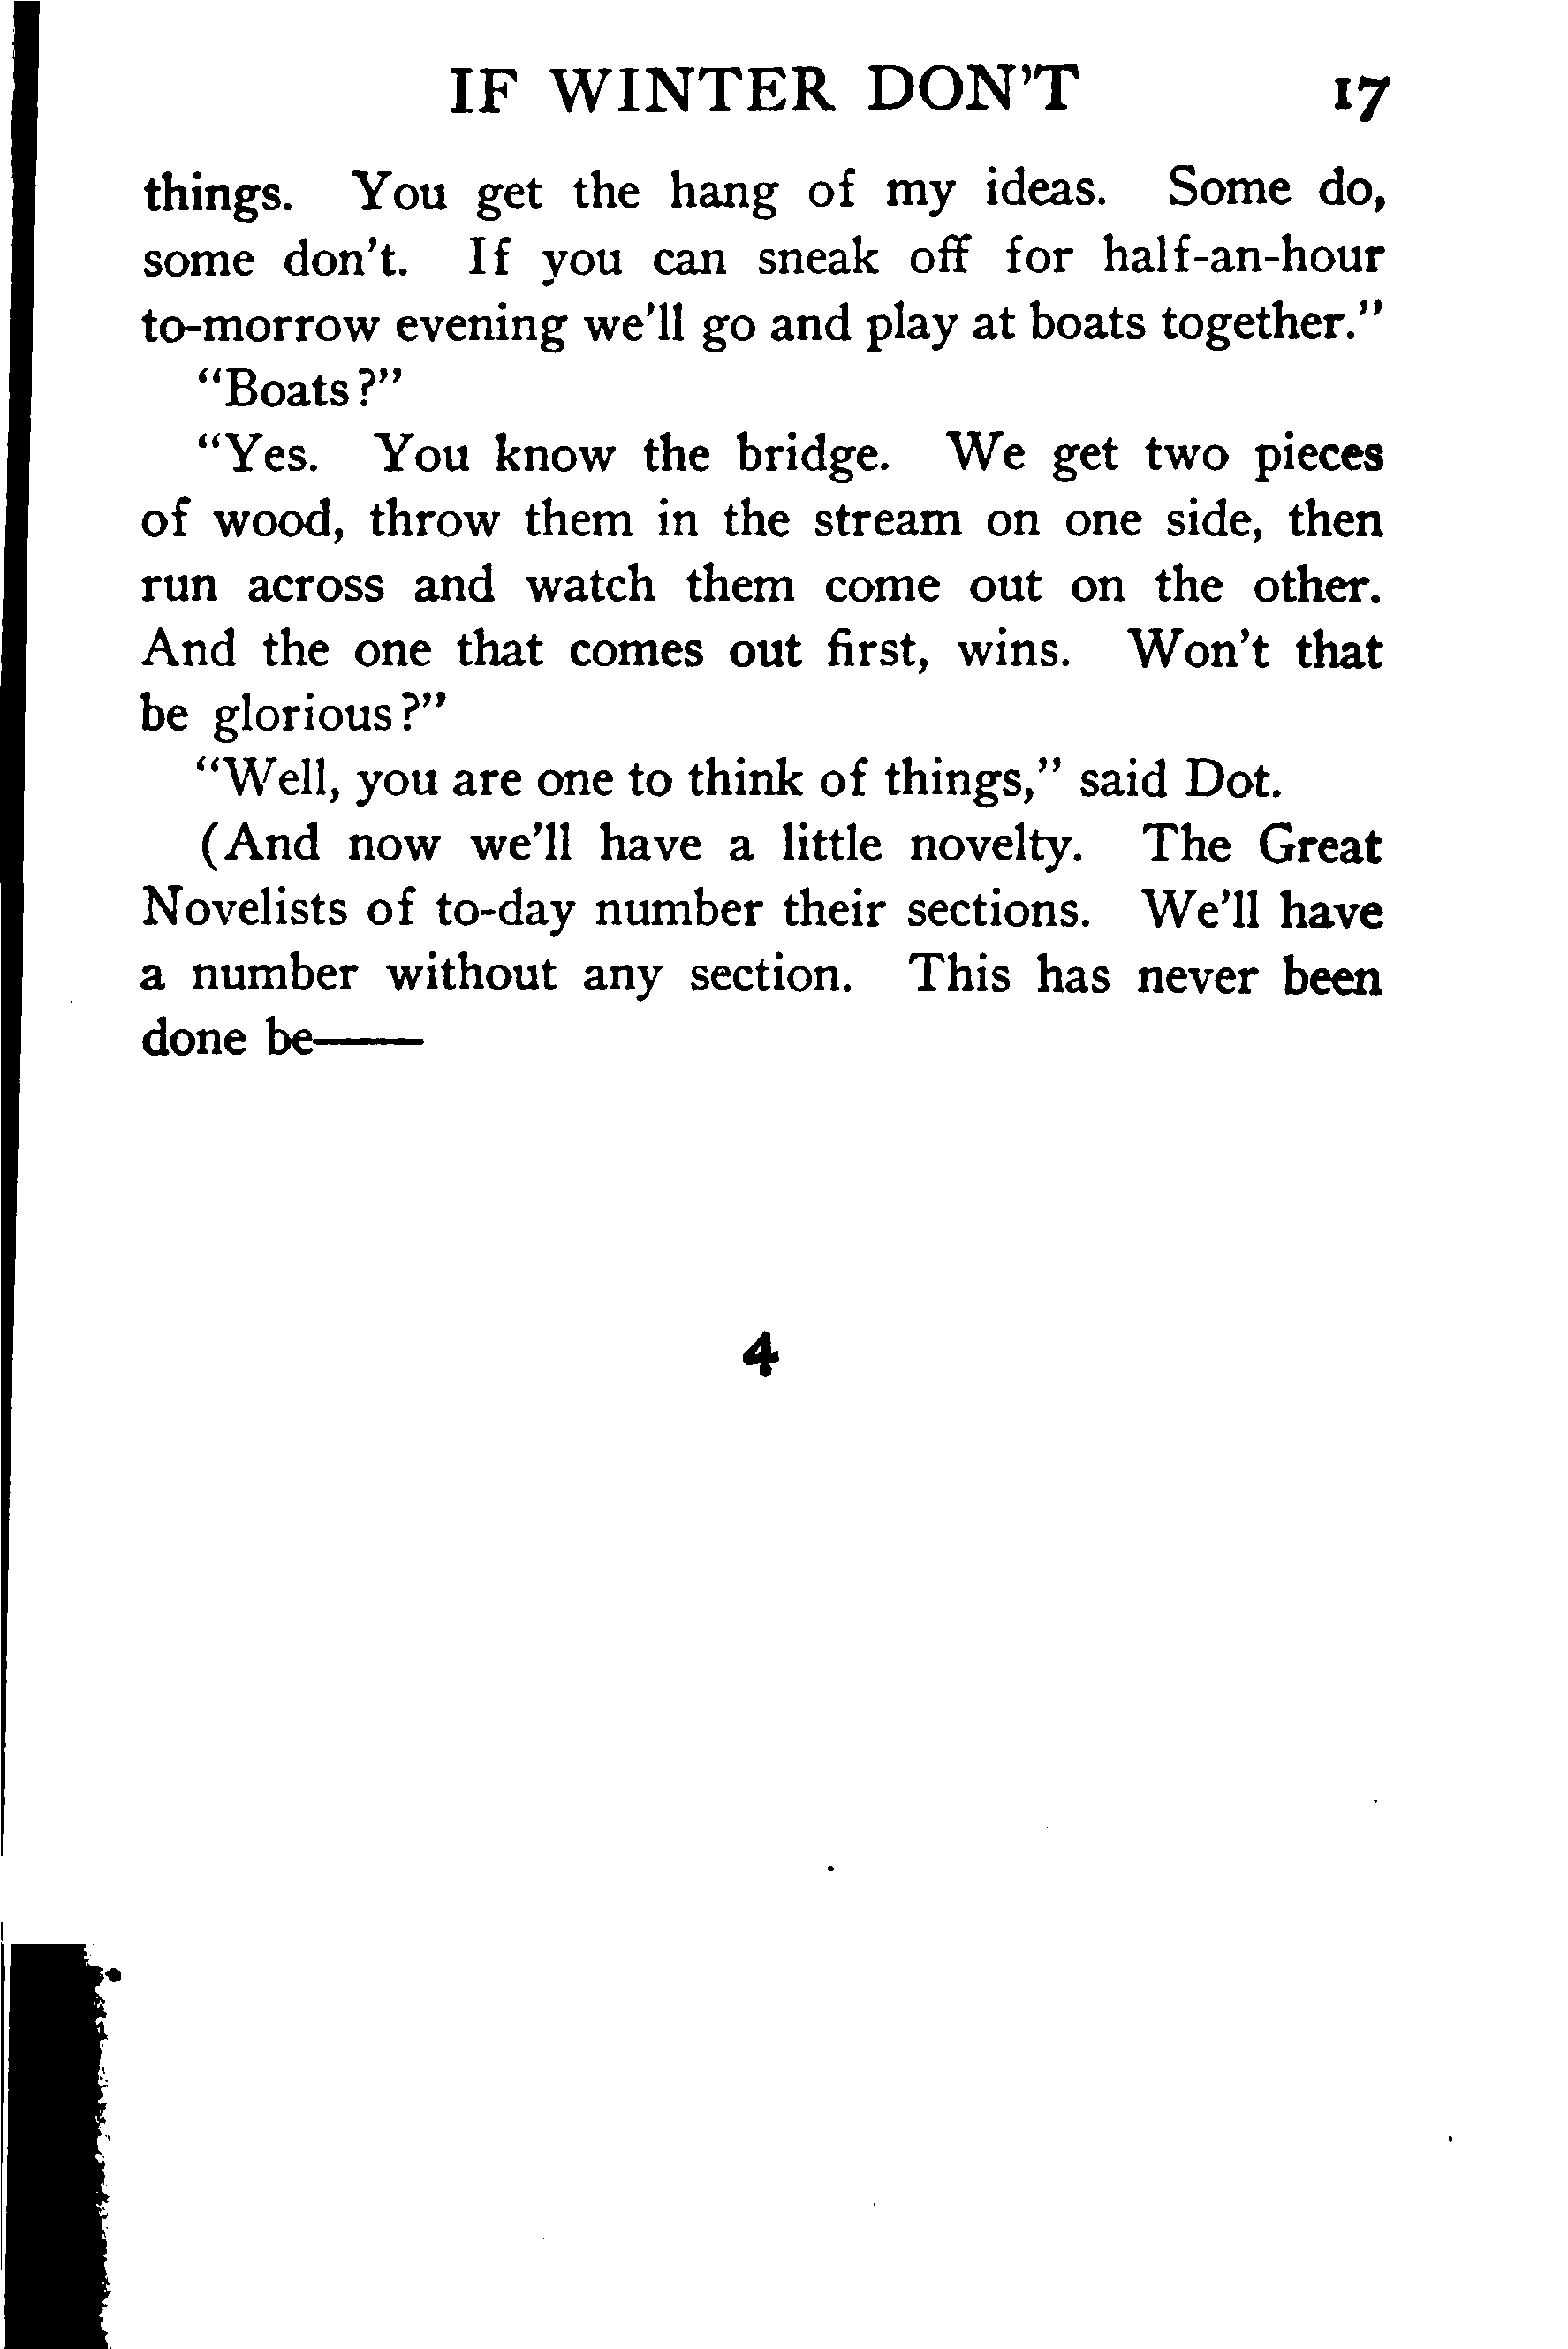 IF WINTER DON'T 17
things. You get the hang of my ideas. Some do,
some don't. If you can sneak off for half-an-hour
to-morrow evening we'll go and play at boats together."
"Boats?"
"Yes. You know the bridge. We get two pieces
of wood, throw them in the stream on one side, then
run across and watch them come out on the other.
And the one that comes out first, wins. Won't that
be glorious?"
"Well, you are one to think of things," said Dot.
(And now we'll have a little novelty. The Great
Novelists of to-day number their sections. We'll have
a number without any section. This has never been
done be——
4